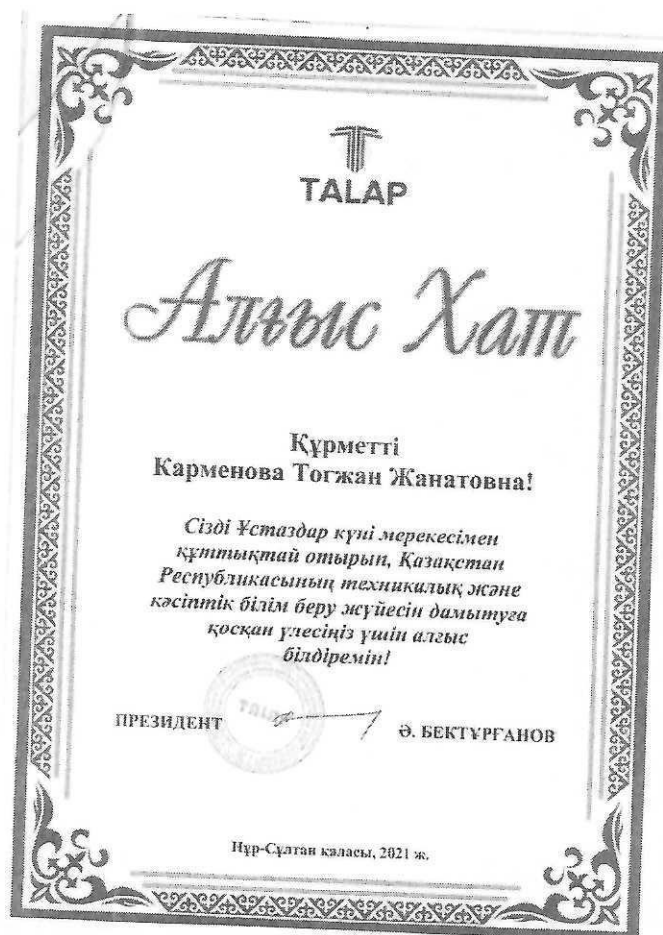 TALAP
Алғыс Хат
Құрметті
Карменова Тогжан Жанатовна!
Сізді Ұстаздар күні мерекесімен
құттықтай отырып, Қазақстан
Республикасының техникалық және
кәсіптік білім беру жүйесін дамытуға
қосқан үлесіңіз үшін алғыс
білдіремін!
ПРЕЗИДЕНТ
Ә. БЕКТҰРҒАНОВ
Нұр-Сұлтан қаласы, 2021 ж.